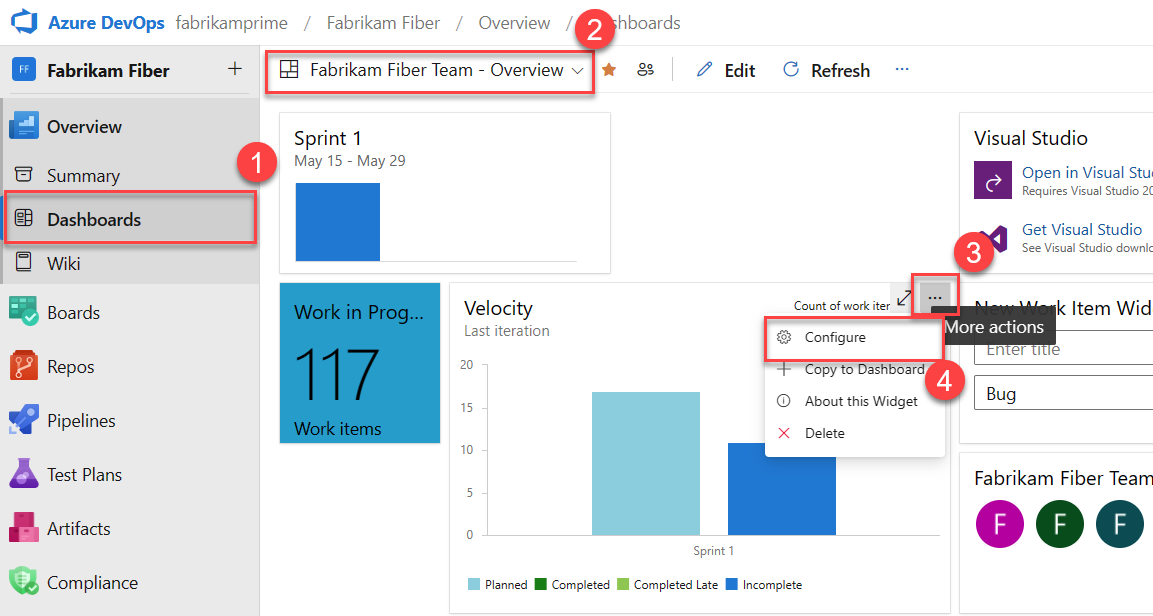 Azure DevOps fabrikamprime / Fabrikam Fiber / Overview / shboards
2
FF Fabrikam Fiber +
Fabrikam Fiber Team - Overview
Edit
Refresh
...
Overview
1
Summary
Dashboards
Wiki
Boards
Repos
Pipelines
Test Plans
Artifacts
Compliance
Sprint 1
May 15 - May 29
Visual Studio
Open in Visual Stu
Requires Visual Studio 20
Get Visual Studio
See Visual Studio downlo
3
Work in Prog...
117
Work items
Velocity
Last iteration
Count of work iter
...
More actions
Configure
Copy to Dashboard
4
About this Widget
Delete
20
15
10
5
0
Sprint 1
Planned Completed Completed Late Incomplete
New Work Item Wid
Enter title
Bug
Fabrikam Fiber Team
F F F